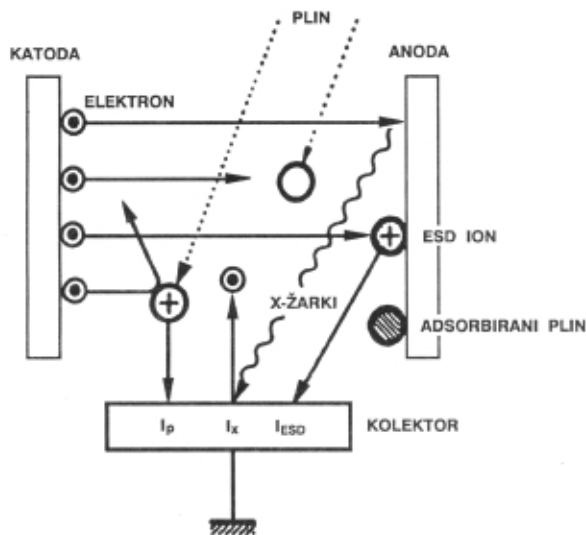 PLIN
KATODA
ANODA
ELEKTRON
ESD ION
X-ŽARKI
ADSORBIRANI PLIN
Ip Ix IESD
KOLEKTOR